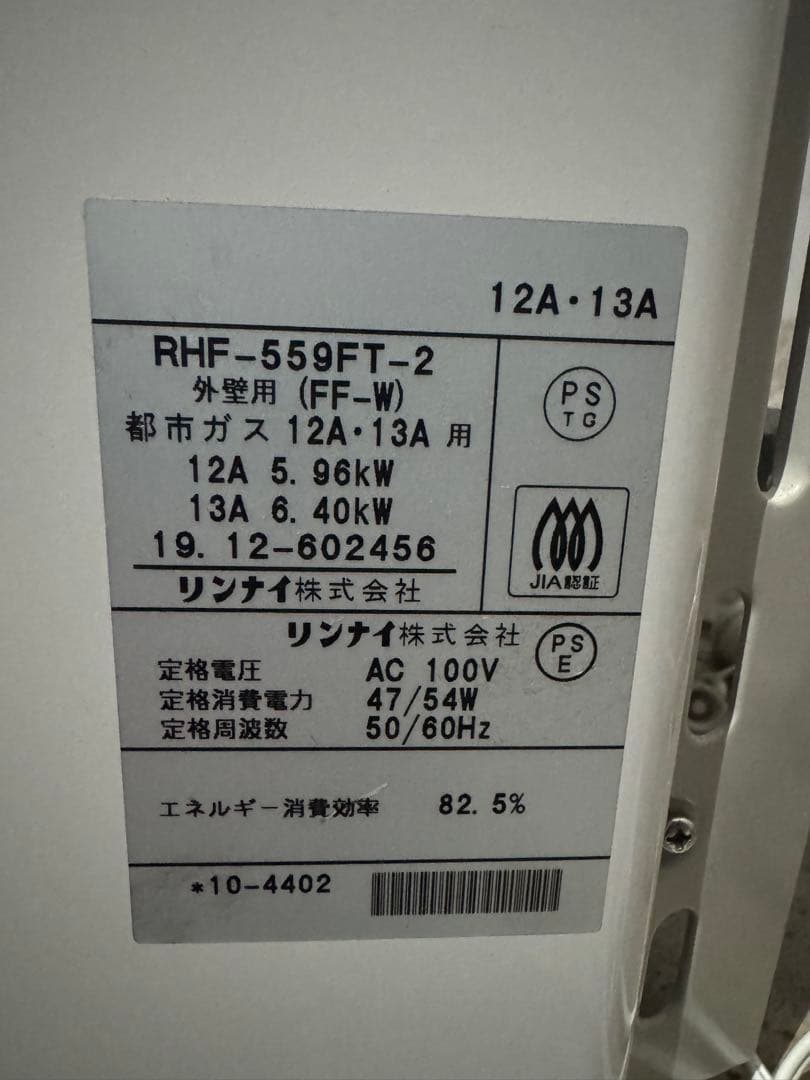 12A・13A
RHF-559FT-2
外壁用 (FF-W)
都市ガス 12A・13A 用
12A 5.96kW
13A 6.40kW
19.12-602456
リンナイ株式会社
PS
TG
JIA認証
リンナイ株式会社
PS
E
定格電圧 AC 100V
定格消費電力 47/54W
定格周波数 50/60Hz
エネルギー消費効率 82.5%
*10-4402